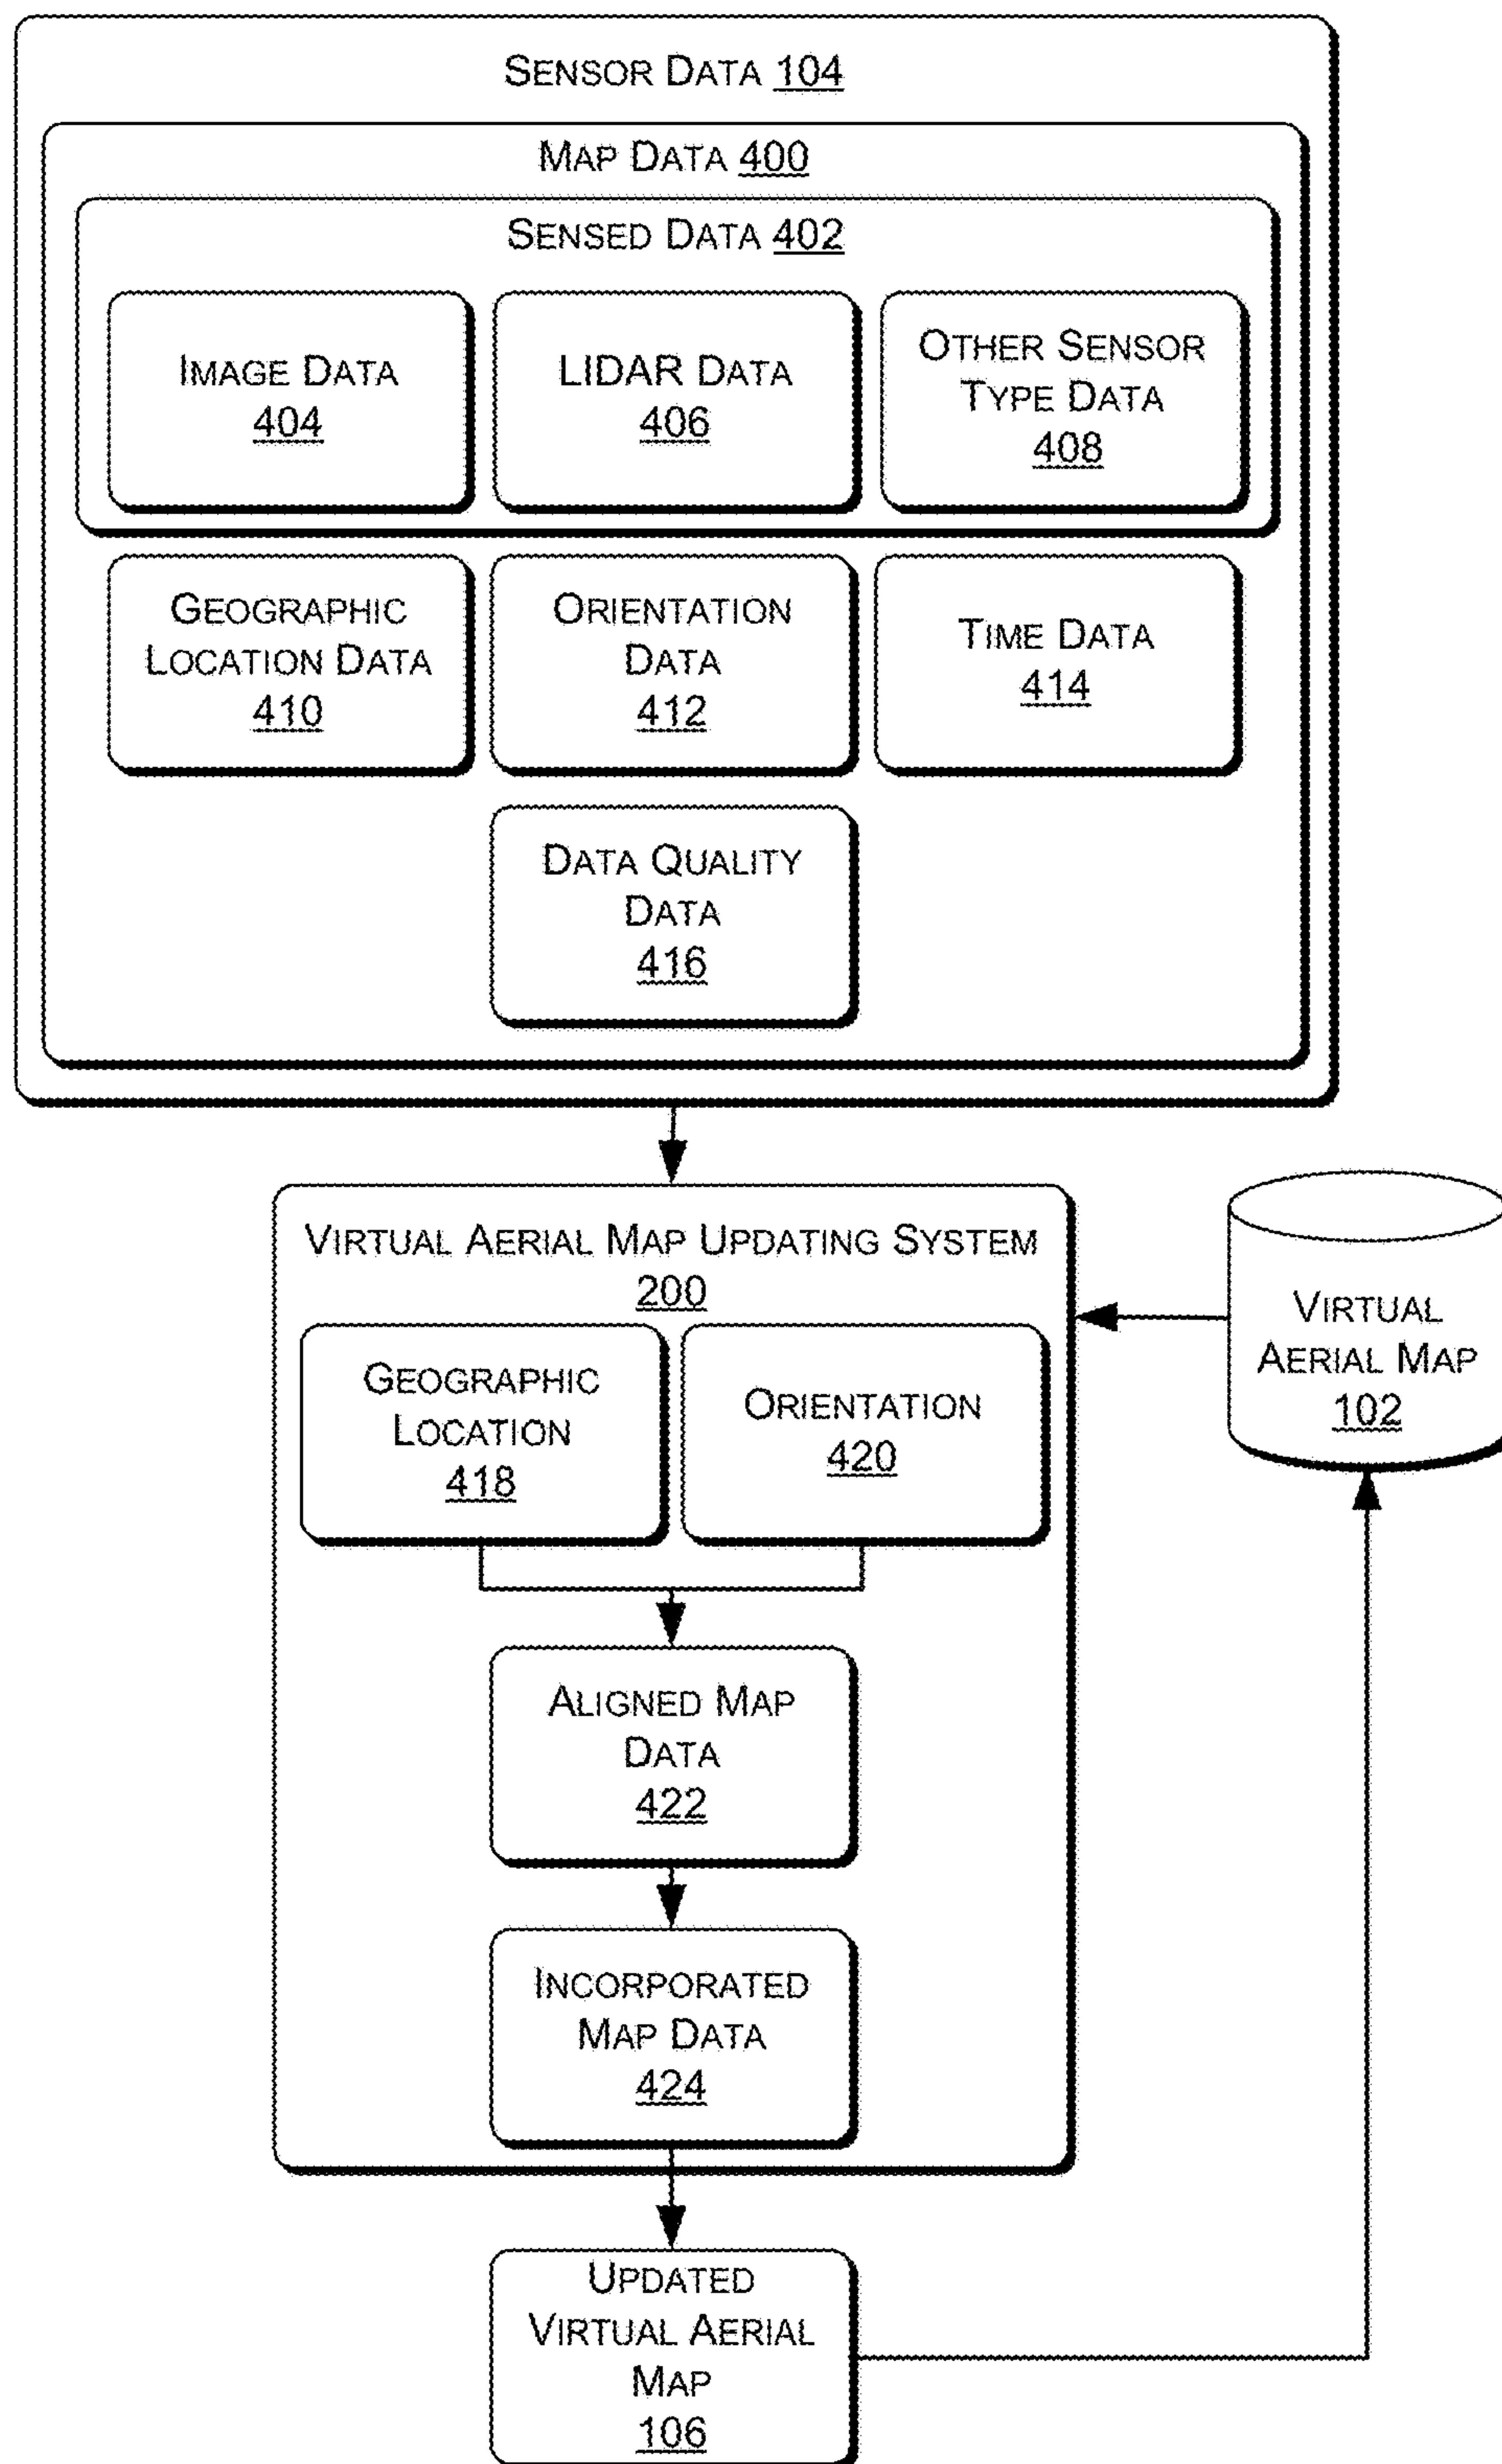 SENSOR DATA 104
MAP DATA 400
SENSED DATA 402
IMAGE DATA
404
LIDAR DATA
406
OTHER SENSOR
TYPE DATA
408
GEOGRAPHIC
LOCATION DATA
410
ORIENTATION
DATA
412
TIME DATA
414
DATA QUALITY
DATA
416
VIRTUAL AERIAL MAP UPDATING SYSTEM
200
GEOGRAPHIC
LOCATION
418
ORIENTATION
420
VIRTUAL
AERIAL MAP
102
ALIGNED MAP
DATA
422
INCORPORATED
MAP DATA
424
UPDATED
VIRTUAL AERIAL
MAP
106